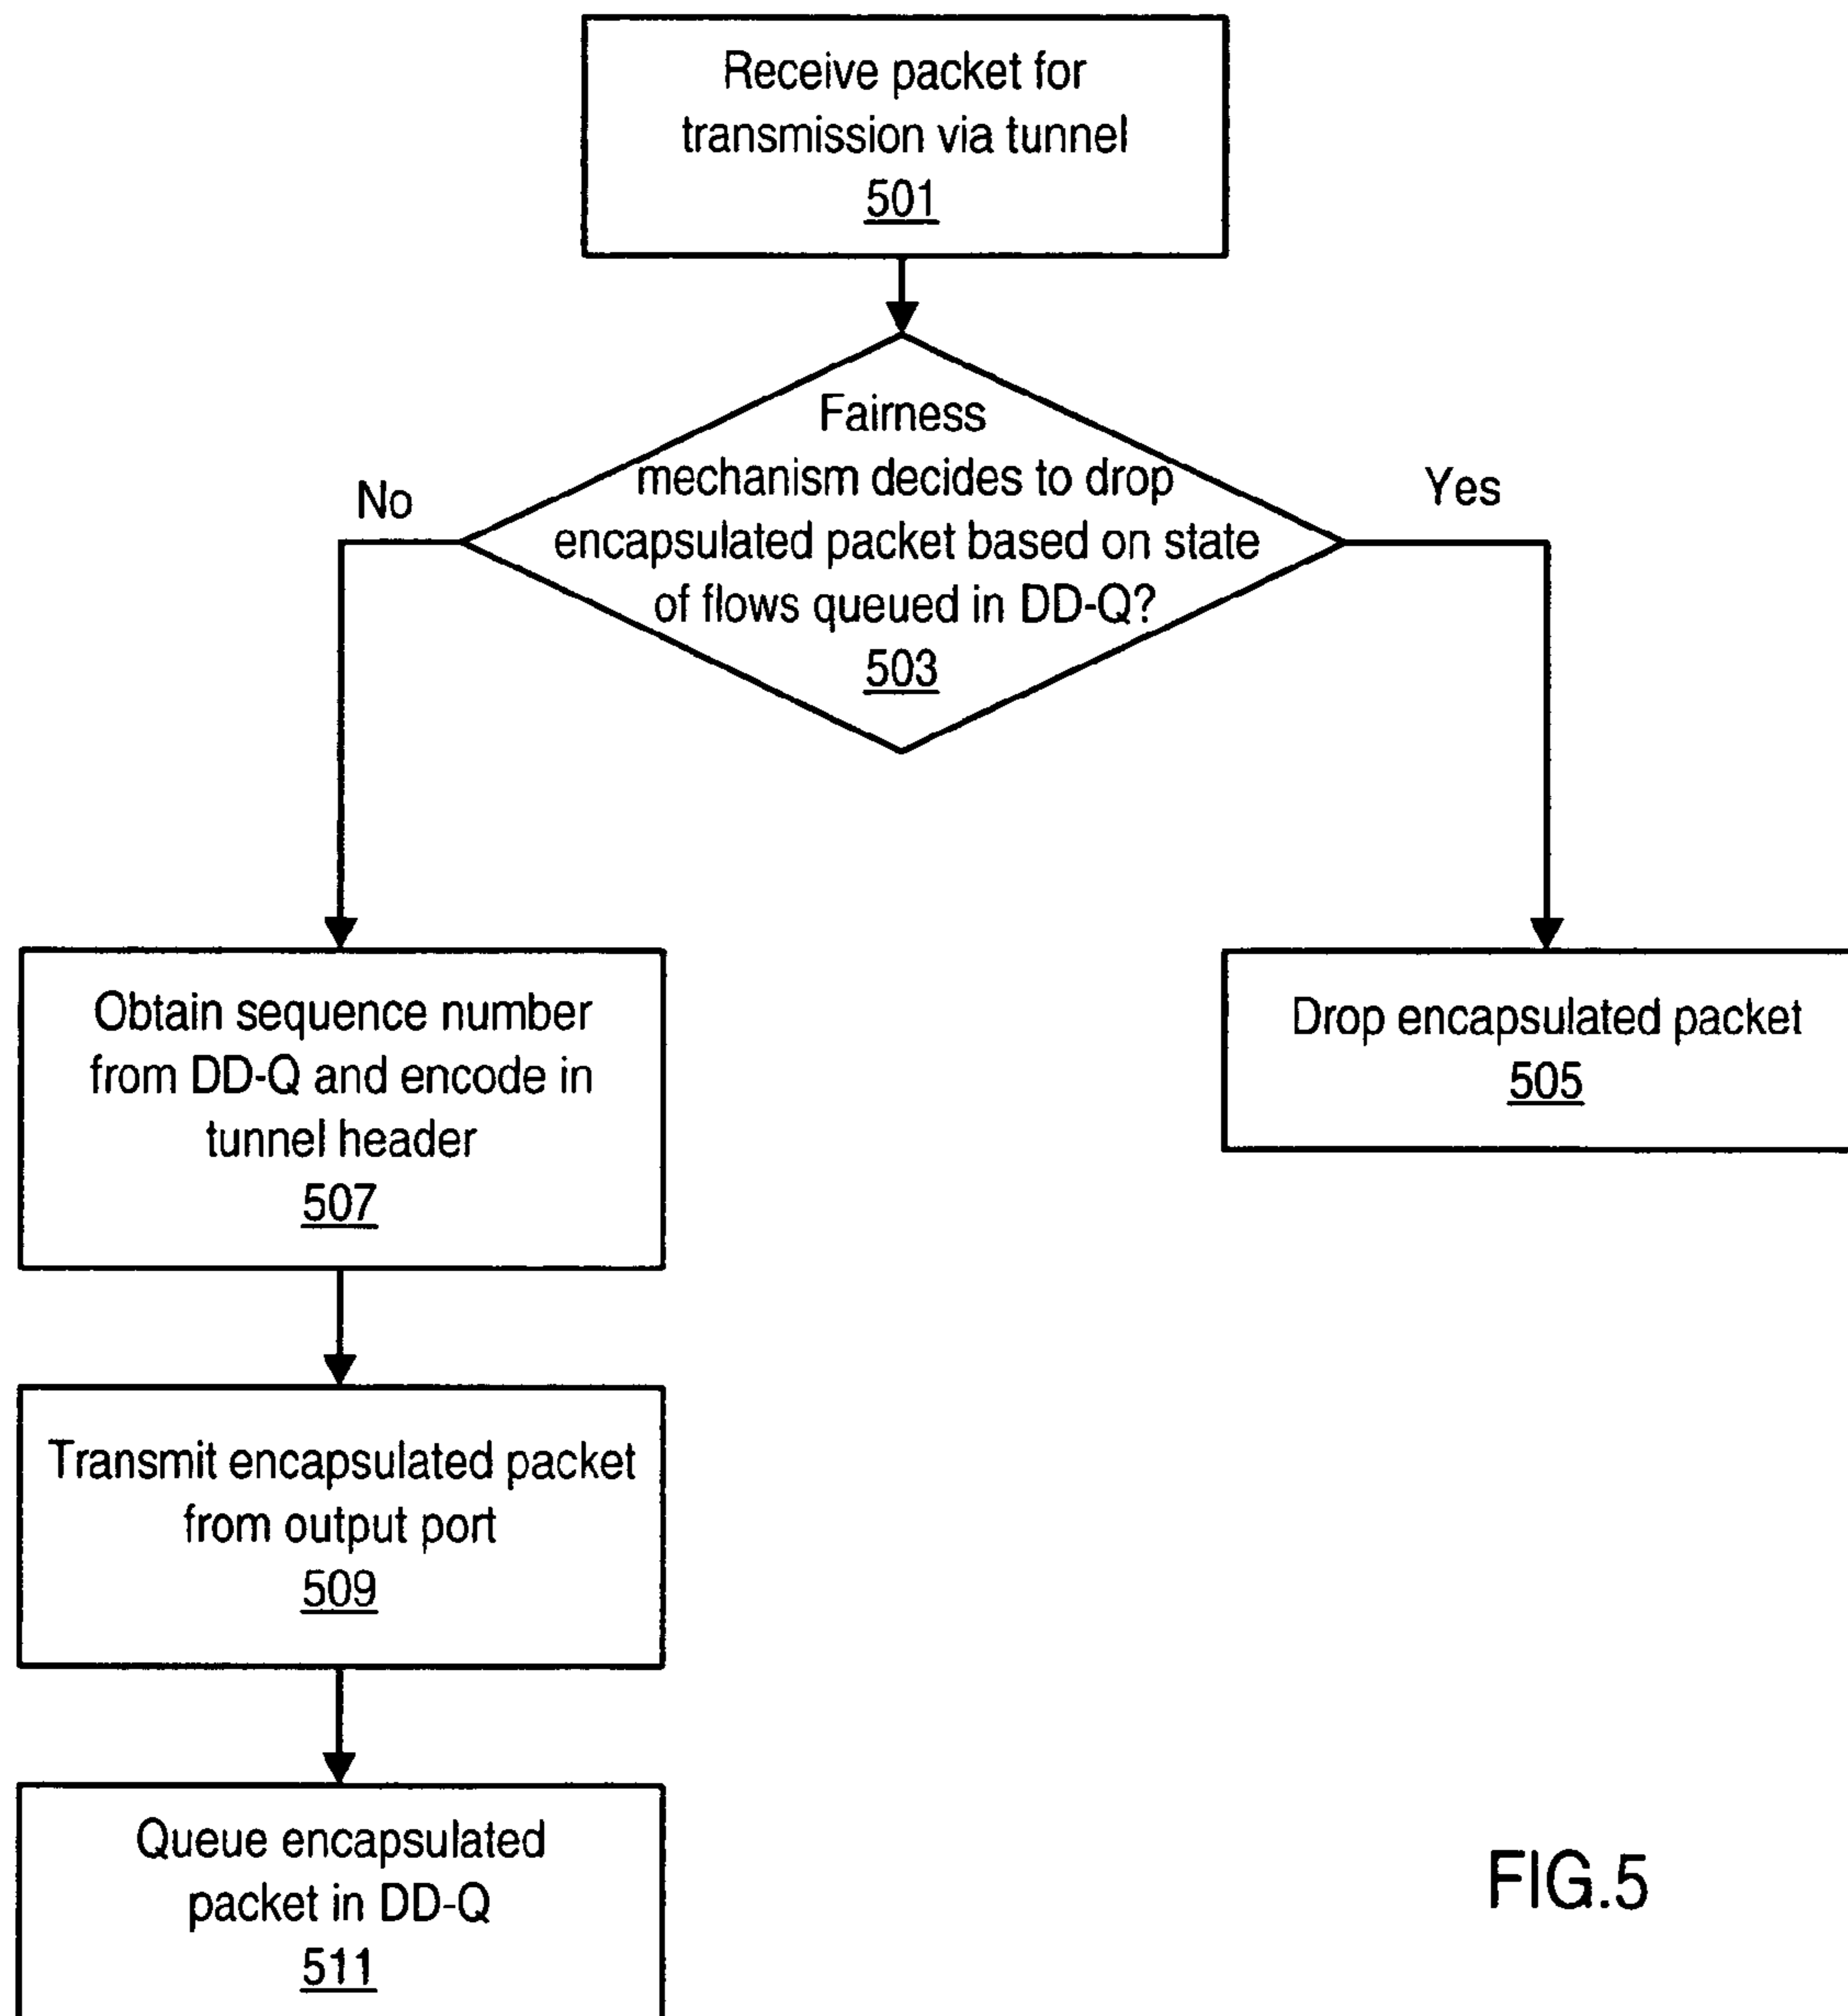 Receive packet for
transmission via tunnel
501
Fairness
mechanism decides to drop
encapsulated packet based on state
of flows queued in DD-Q?
503
No
Yes
Obtain sequence number
from DD-Q and encode in
tunnel header
507
Drop encapsulated packet
505
Transmit encapsulated packet
from output port
509
Queue encapsulated
packet in DD-Q
511
FIG.5